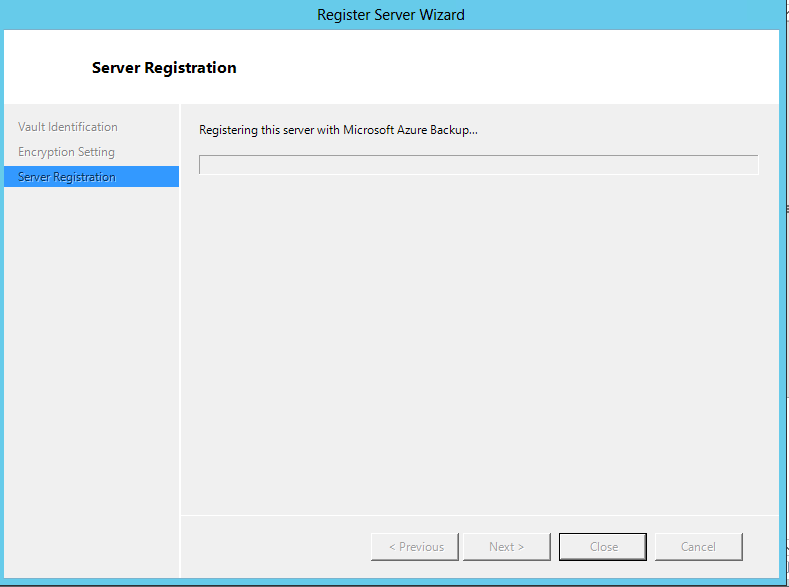 Register Server Wizard
Server Registration
Vault Identification
Encryption Setting
Server Registration
Registering this server with Microsoft Azure Backup...
< Previous
Next >
Close
Cancel